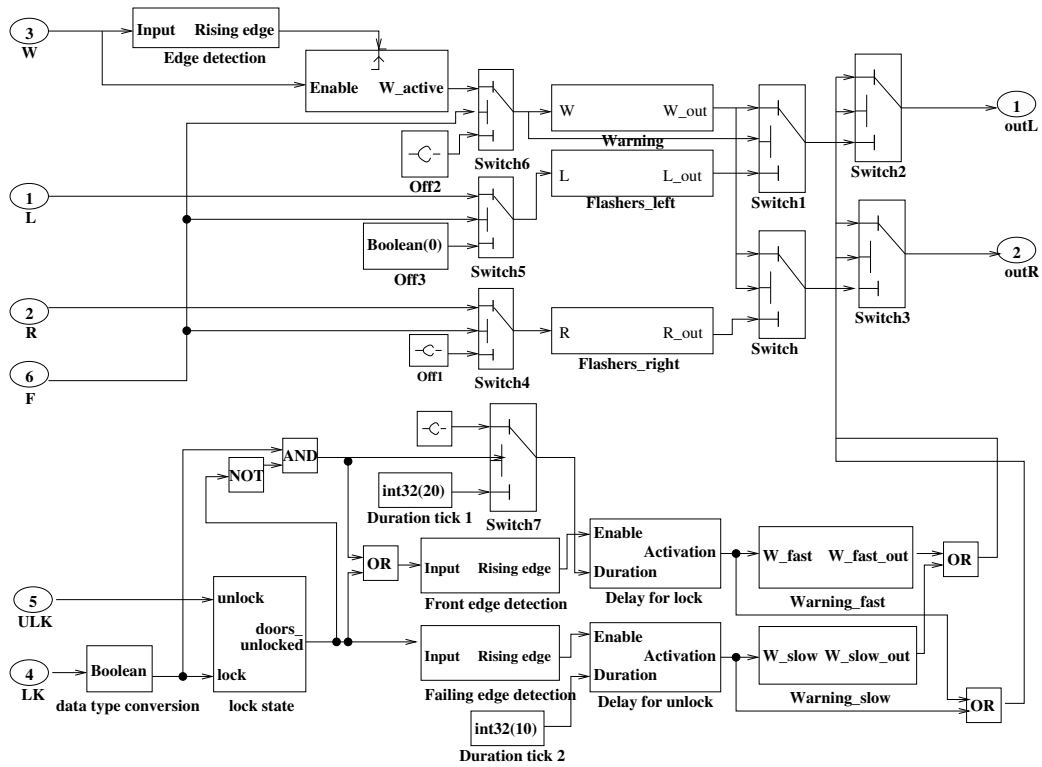 3
W
Input Rising edge
Edge detection
Enable W_active
Switch6
Off2
W W_out
Warning
Switch1
Switch2
1
outL
1
L
Boolean(0)
Off3
Switch5
L L_out
Flashers_left
Switch3
2
outR
2
R
Off1
Switch4
R R_out
Flashers_right
Switch
6
F
AND
NOT
int32(20)
Duration tick 1
Switch7
OR
Input Rising edge
Front edge detection
Enable
Activation
Duration
Delay for lock
W_fast W_fast_out
Warning_fast
OR
5
ULK
unlock
doors_
unlocked
lock
lock state
4
LK
Boolean
data type conversion
Input Rising edge
Failing edge detection
Enable
Activation
Duration
Delay for unlock
W_slow W_slow_out
Warning_slow
OR
int32(10)
Duration tick 2